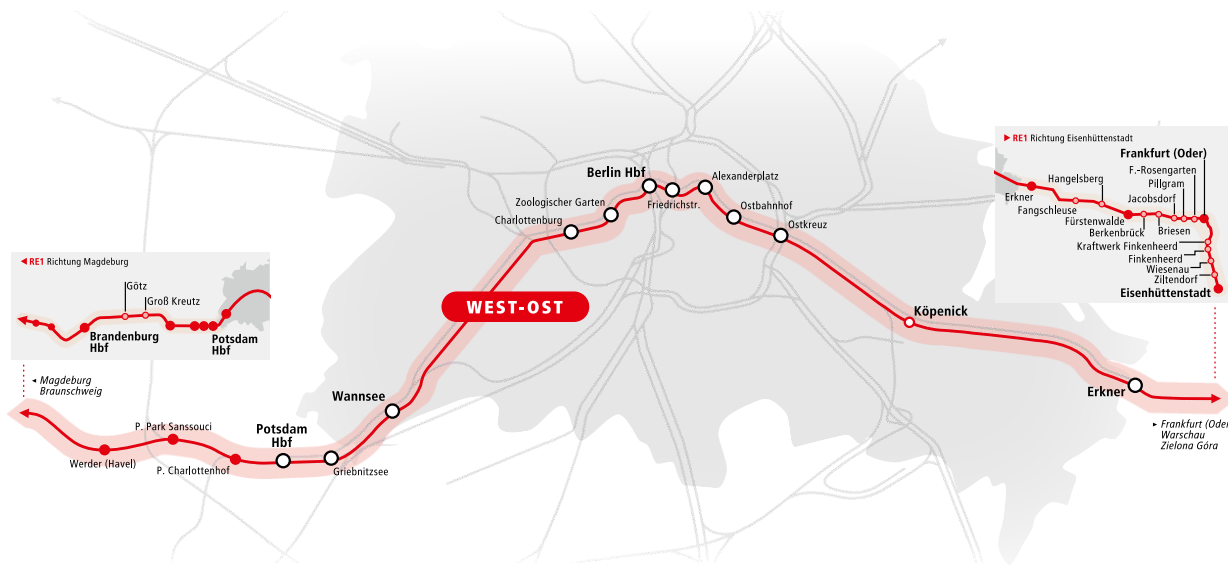 RE1 Richtung Magdeburg
Götz
Groß Kreutz
Brandenburg
Hbf
Potsdam
Hbf
Magdeburg
Braunschweig
Werder (Havel)
P. Park Sanssouci
P. Charlottenhof
Potsdam
Hbf
Griebnitzsee
Wannsee
WEST-OST
Charlottenburg
Zoologischer Garten
Berlin Hbf
Friedrichstr.
Alexanderplatz
Ostbahnhof
Ostkreuz
Köpenick
Erkner
RE1 Richtung Eisenhüttenstadt
Erkner
Fangschleuse
Hangelsberg
Fürstenwalde
Berkenbrück
Briesen
Jacobsdorf
Pillgram
F.-Rosengarten
Frankfurt (Oder)
Kraftwerk Finkenheerd
Finkenheerd
Wiesenau
Ziltendorf
Eisenhüttenstadt
Frankfurt (Oder
Warschau
Zielona Góra